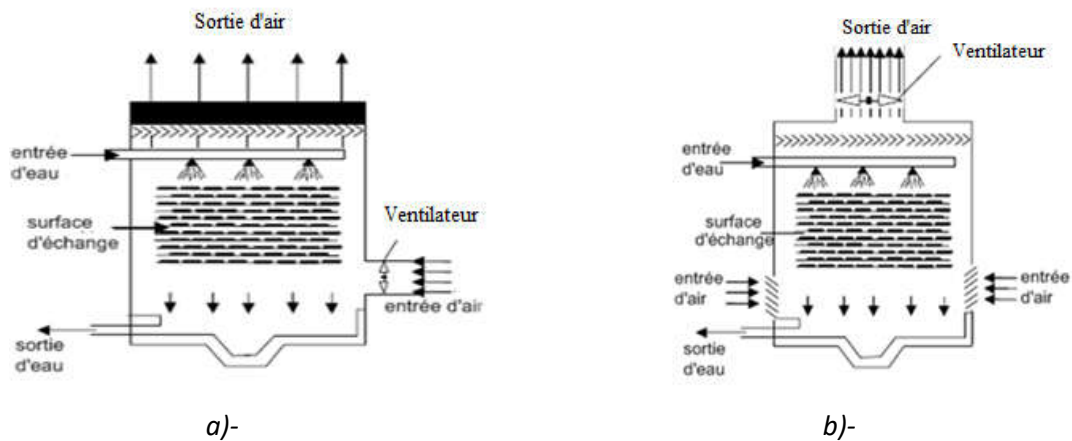 Sortie d'air
entrée
d'eau
surface
d'échange
Ventilateur
entrée d'air
sortie
d'eau
a)-
Sortie d'air
Ventilateur
entrée
d'eau
surface
d'échange
entrée
d'air
entrée
d'air
sortie
d'eau
b)-